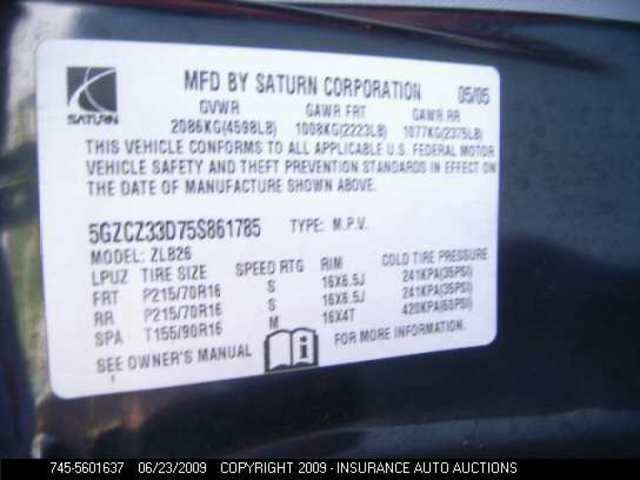 MFD BY SATURN CORPORATION 05/05
SATURN
GVWR GAWR FRT GAWR RR
2086KG(4598LB) 1008KG(2223LB) 1077KG(2375LB)
THIS VEHICLE CONFORMS TO ALL APPLICABLE U.S. FEDERAL MOTOR
VEHICLE SAFETY AND THEFT PREVENTION STANDARDS IN EFFECT ON
THE DATE OF MANUFACTURE SHOWN ABOVE.
5GZCZ33D75S861785 TYPE: M.P.V.
MODEL: ZLB26
LPUZ TIRE SIZE SPEED RTG RIM COLD TIRE PRESSURE
FRT P215/70R16 S 16X6.5J 241KPA(35PSI)
RR P215/70R16 S 16X6.5J 241KPA(35PSI)
SPA T155/90R16 M 16X4T 420KPA(60PSI)
SEE OWNER'S MANUAL i FOR MORE INFORMATION.
745-5601637 06/23/2009 COPYRIGHT 2009 - INSURANCE AUTO AUCTIONS